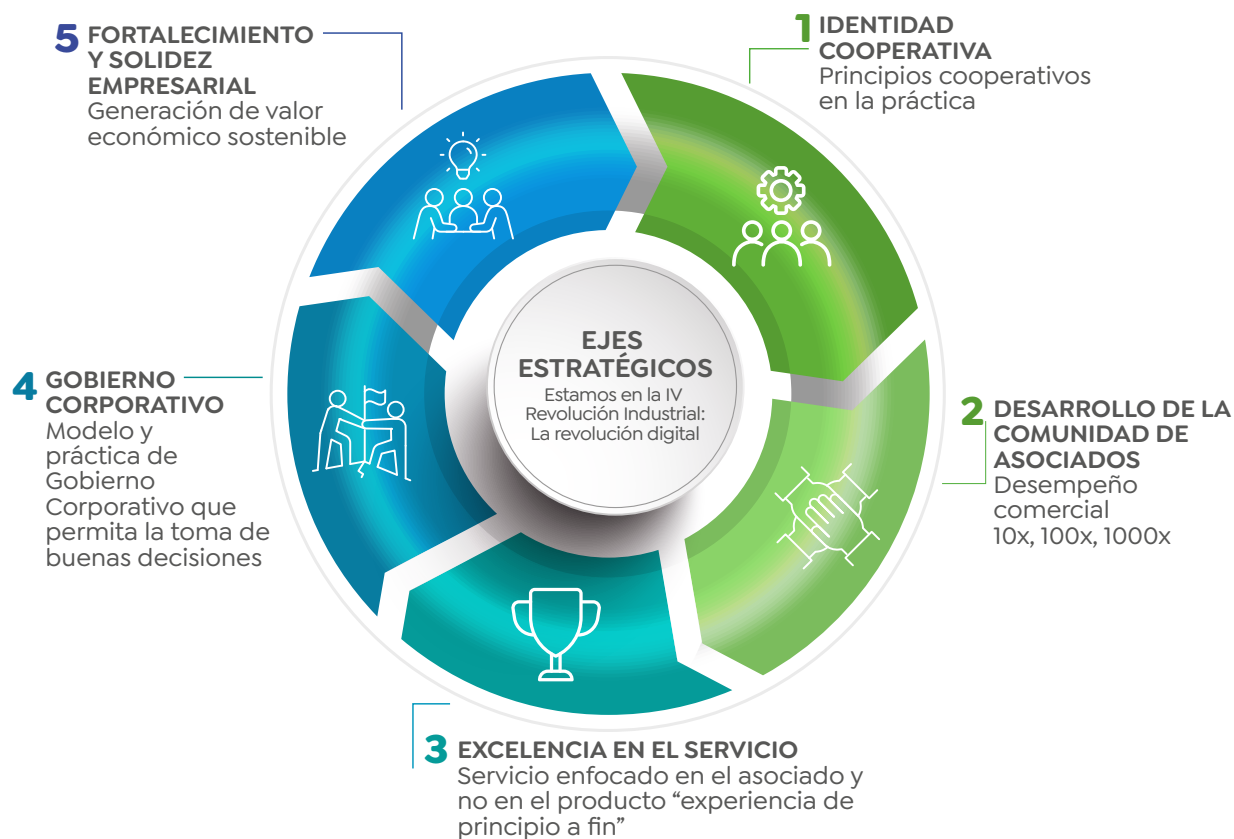 EJES
ESTRATÉGICOS
Estamos en la IV
Revolución Industrial:
La revolución digital
1 IDENTIDAD
COOPERATIVA
Principios cooperativos
en la práctica
2 DESARROLLO DE LA
COMUNIDAD DE
ASOCIADOS
Desempeño
comercial
10x, 100x, 1000x
3 EXCELENCIA EN EL SERVICIO
Servicio enfocado en el asociado y
no en el producto “experiencia de
principio a fin”
4 GOBIERNO
CORPORATIVO
Modelo y
práctica de
Gobierno
Corporativo que
permita la toma de
buenas decisiones
5 FORTALECIMIENTO
Y SOLIDEZ
EMPRESARIAL
Generación de valor
económico sostenible